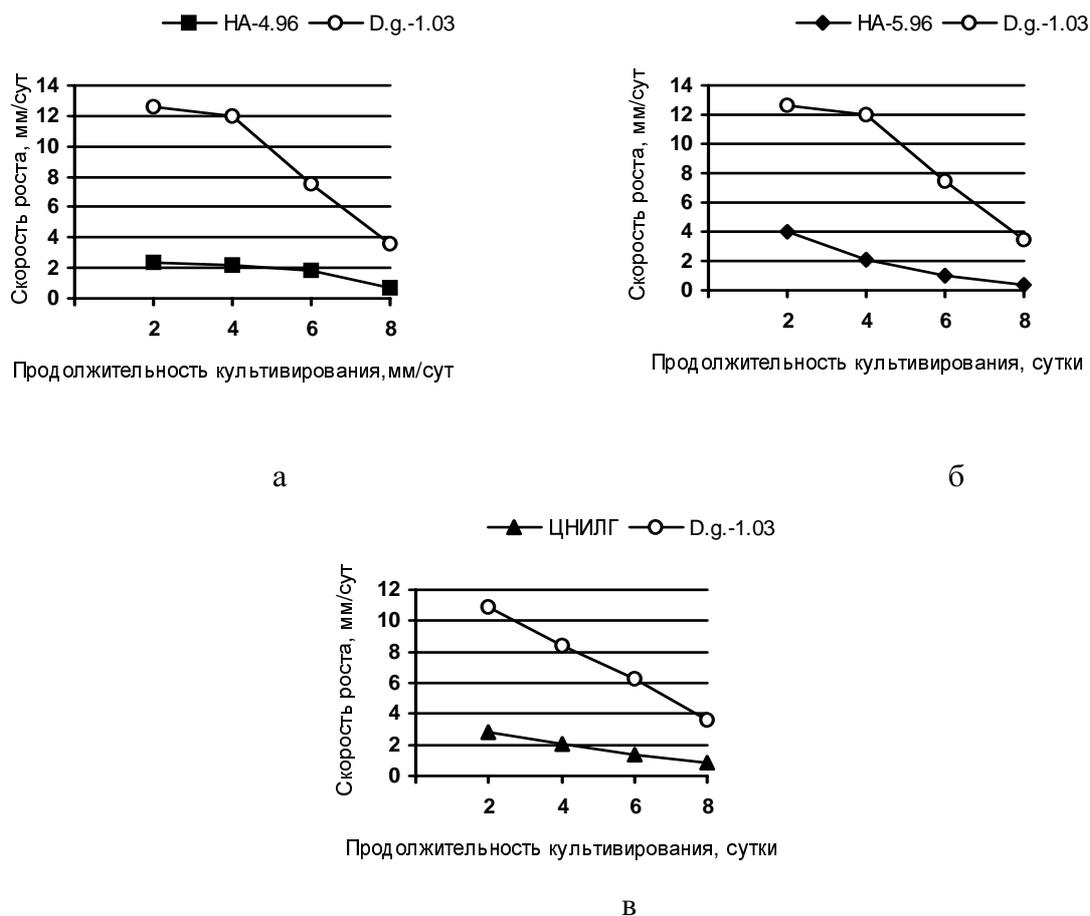 НА-4.96 D.g.-1.03
Скорость роста, мм/сут
14
12
10
8
6
4
2
0
2 4 6 8
Продолжительность культивирования,мм/сут
а
НА-5.96 D.g.-1.03
Скорость роста, мм/сут
14
12
10
8
6
4
2
0
2 4 6 8
Продолжительность культивирования, сутки
б
ЦНИЛГ D.g.-1.03
Скорость роста, мм/сут
12
10
8
6
4
2
0
2 4 6 8
Продолжительность культивирования, сутки
в